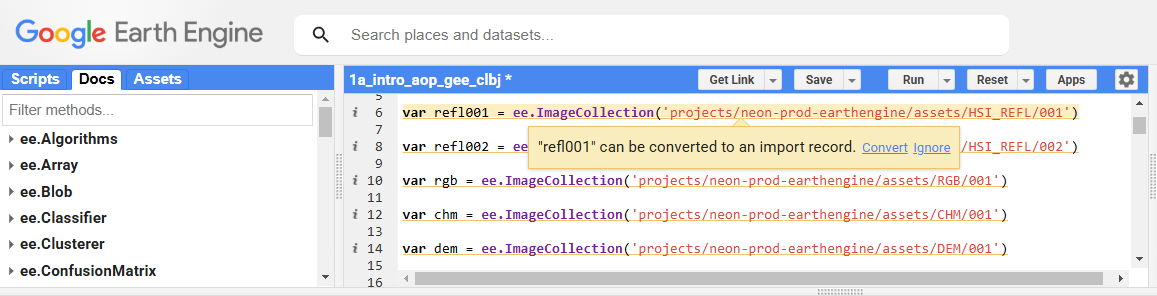 Google Earth Engine
Search places and datasets...
Scripts Docs Assets
Filter methods...
ee.Algorithms
ee.Array
ee.Blob
ee.Classifier
ee.Clusterer
ee.ConfusionMatrix
1a_intro_aop_gee_clbj *
Get Link Save Run Reset Apps
5
i 6 var refl001 = ee.ImageCollection('projects/neon-prod-earthengine/assets/HSI_REFL/001')
7
"refl001" can be converted to an import record. Convert Ignore
i 8 var refl002 = ee /HSI_REFL/002')
i 10 var rgb = ee.ImageCollection('projects/neon-prod-earthengine/assets/RGB/001')
11
i 12 var chm = ee.ImageCollection('projects/neon-prod-earthengine/assets/CHM/001')
13
i 14 var dem = ee.ImageCollection('projects/neon-prod-earthengine/assets/DEM/001')
15
16